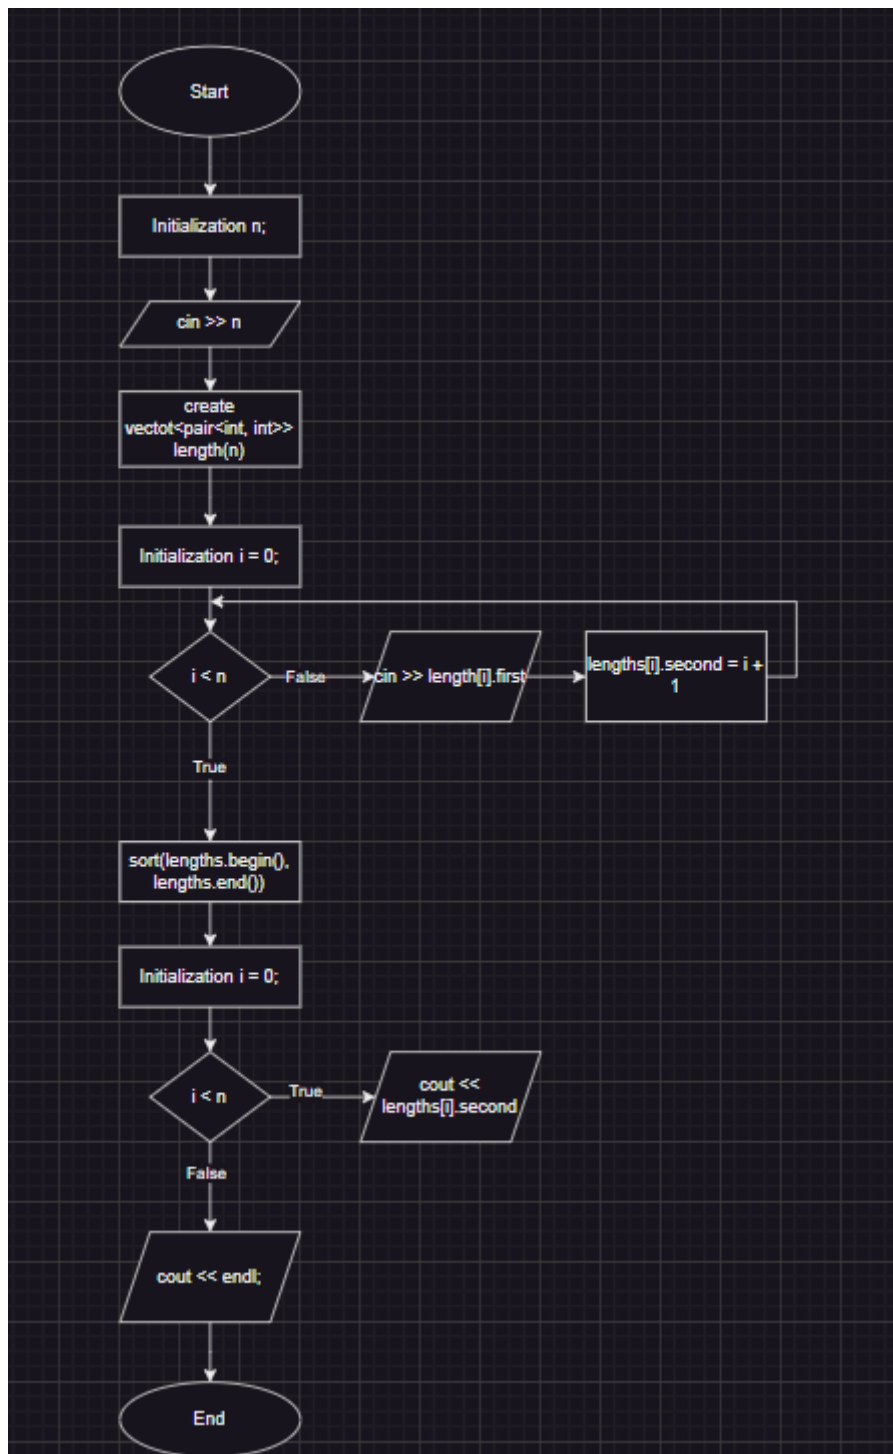 Start
Initialization n;
cin >> n
create
vectot<pair<int, int>>
length(n)
Initialization i = 0;
i < n
False
cin >> length[i].first
lengths[i].second = i +
1
True
sort(lengths.begin(),
lengths.end())
Initialization i = 0;
i < n
True
cout <<
lengths[i].second
False
cout << endl;
End